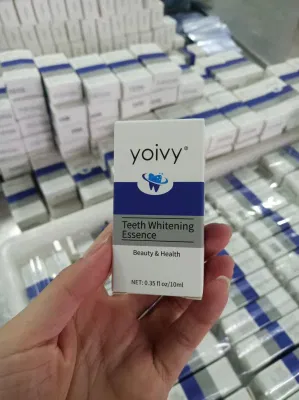 yoivy®
Teeth Whitening
Essence
Beauty & Health
NET: 0.35 fl oz/10ml